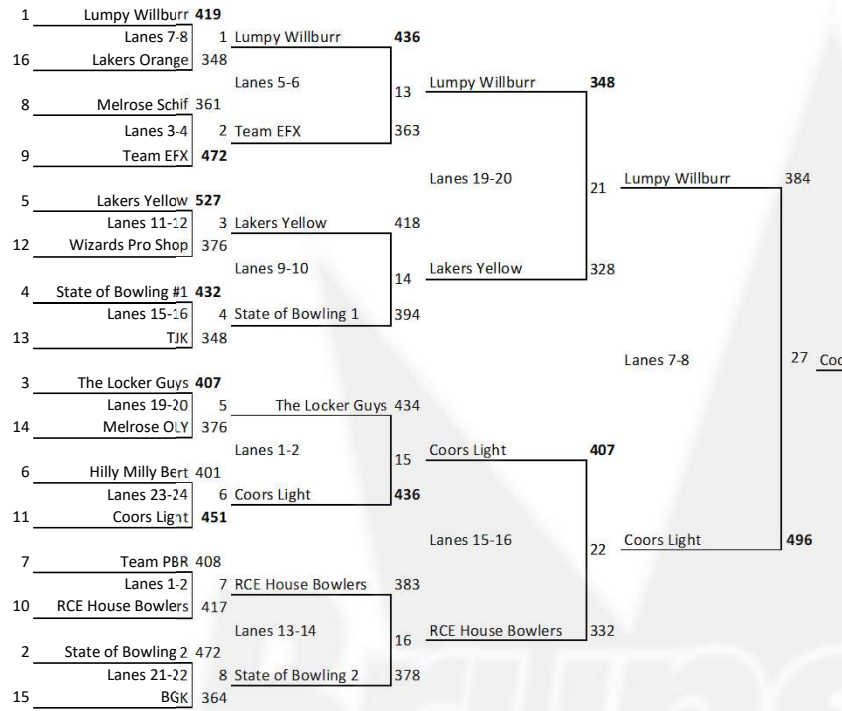 1 Lumpy Willburr 419
Lanes 7-8 1 Lumpy Willburr 436
16 Lakers Orange 348
Lanes 5-6
13 Lumpy Willburr 348
8 Melrose Schif 361
Lanes 3-4 2 Team EFX 363
9 Team EFX 472
Lanes 19-20
21 Lumpy Willburr 384
5 Lakers Yellow 527
Lanes 11-12 3 Lakers Yellow 418
12 Wizards Pro Shop 376
Lanes 9-10
14 Lakers Yellow 328
4 State of Bowling #1 432
Lanes 15-16 4 State of Bowling 1 394
13 TJK 348
Lanes 7-8
27 Coo
3 The Locker Guys 407
Lanes 19-20 5 The Locker Guys 434
14 Melrose OLY 376
Lanes 1-2
15 Coors Light 407
6 Hilly Milly Bert 401
Lanes 23-24 6 Coors Light 436
11 Coors Light 451
Lanes 15-16
22 Coors Light 496
7 Team PBR 408
Lanes 1-2 7 RCE House Bowlers 383
10 RCE House Bowlers 417
Lanes 13-14
16 RCE House Bowlers 332
2 State of Bowling 2 472
Lanes 21-22 8 State of Bowling 2 378
15 BGK 364